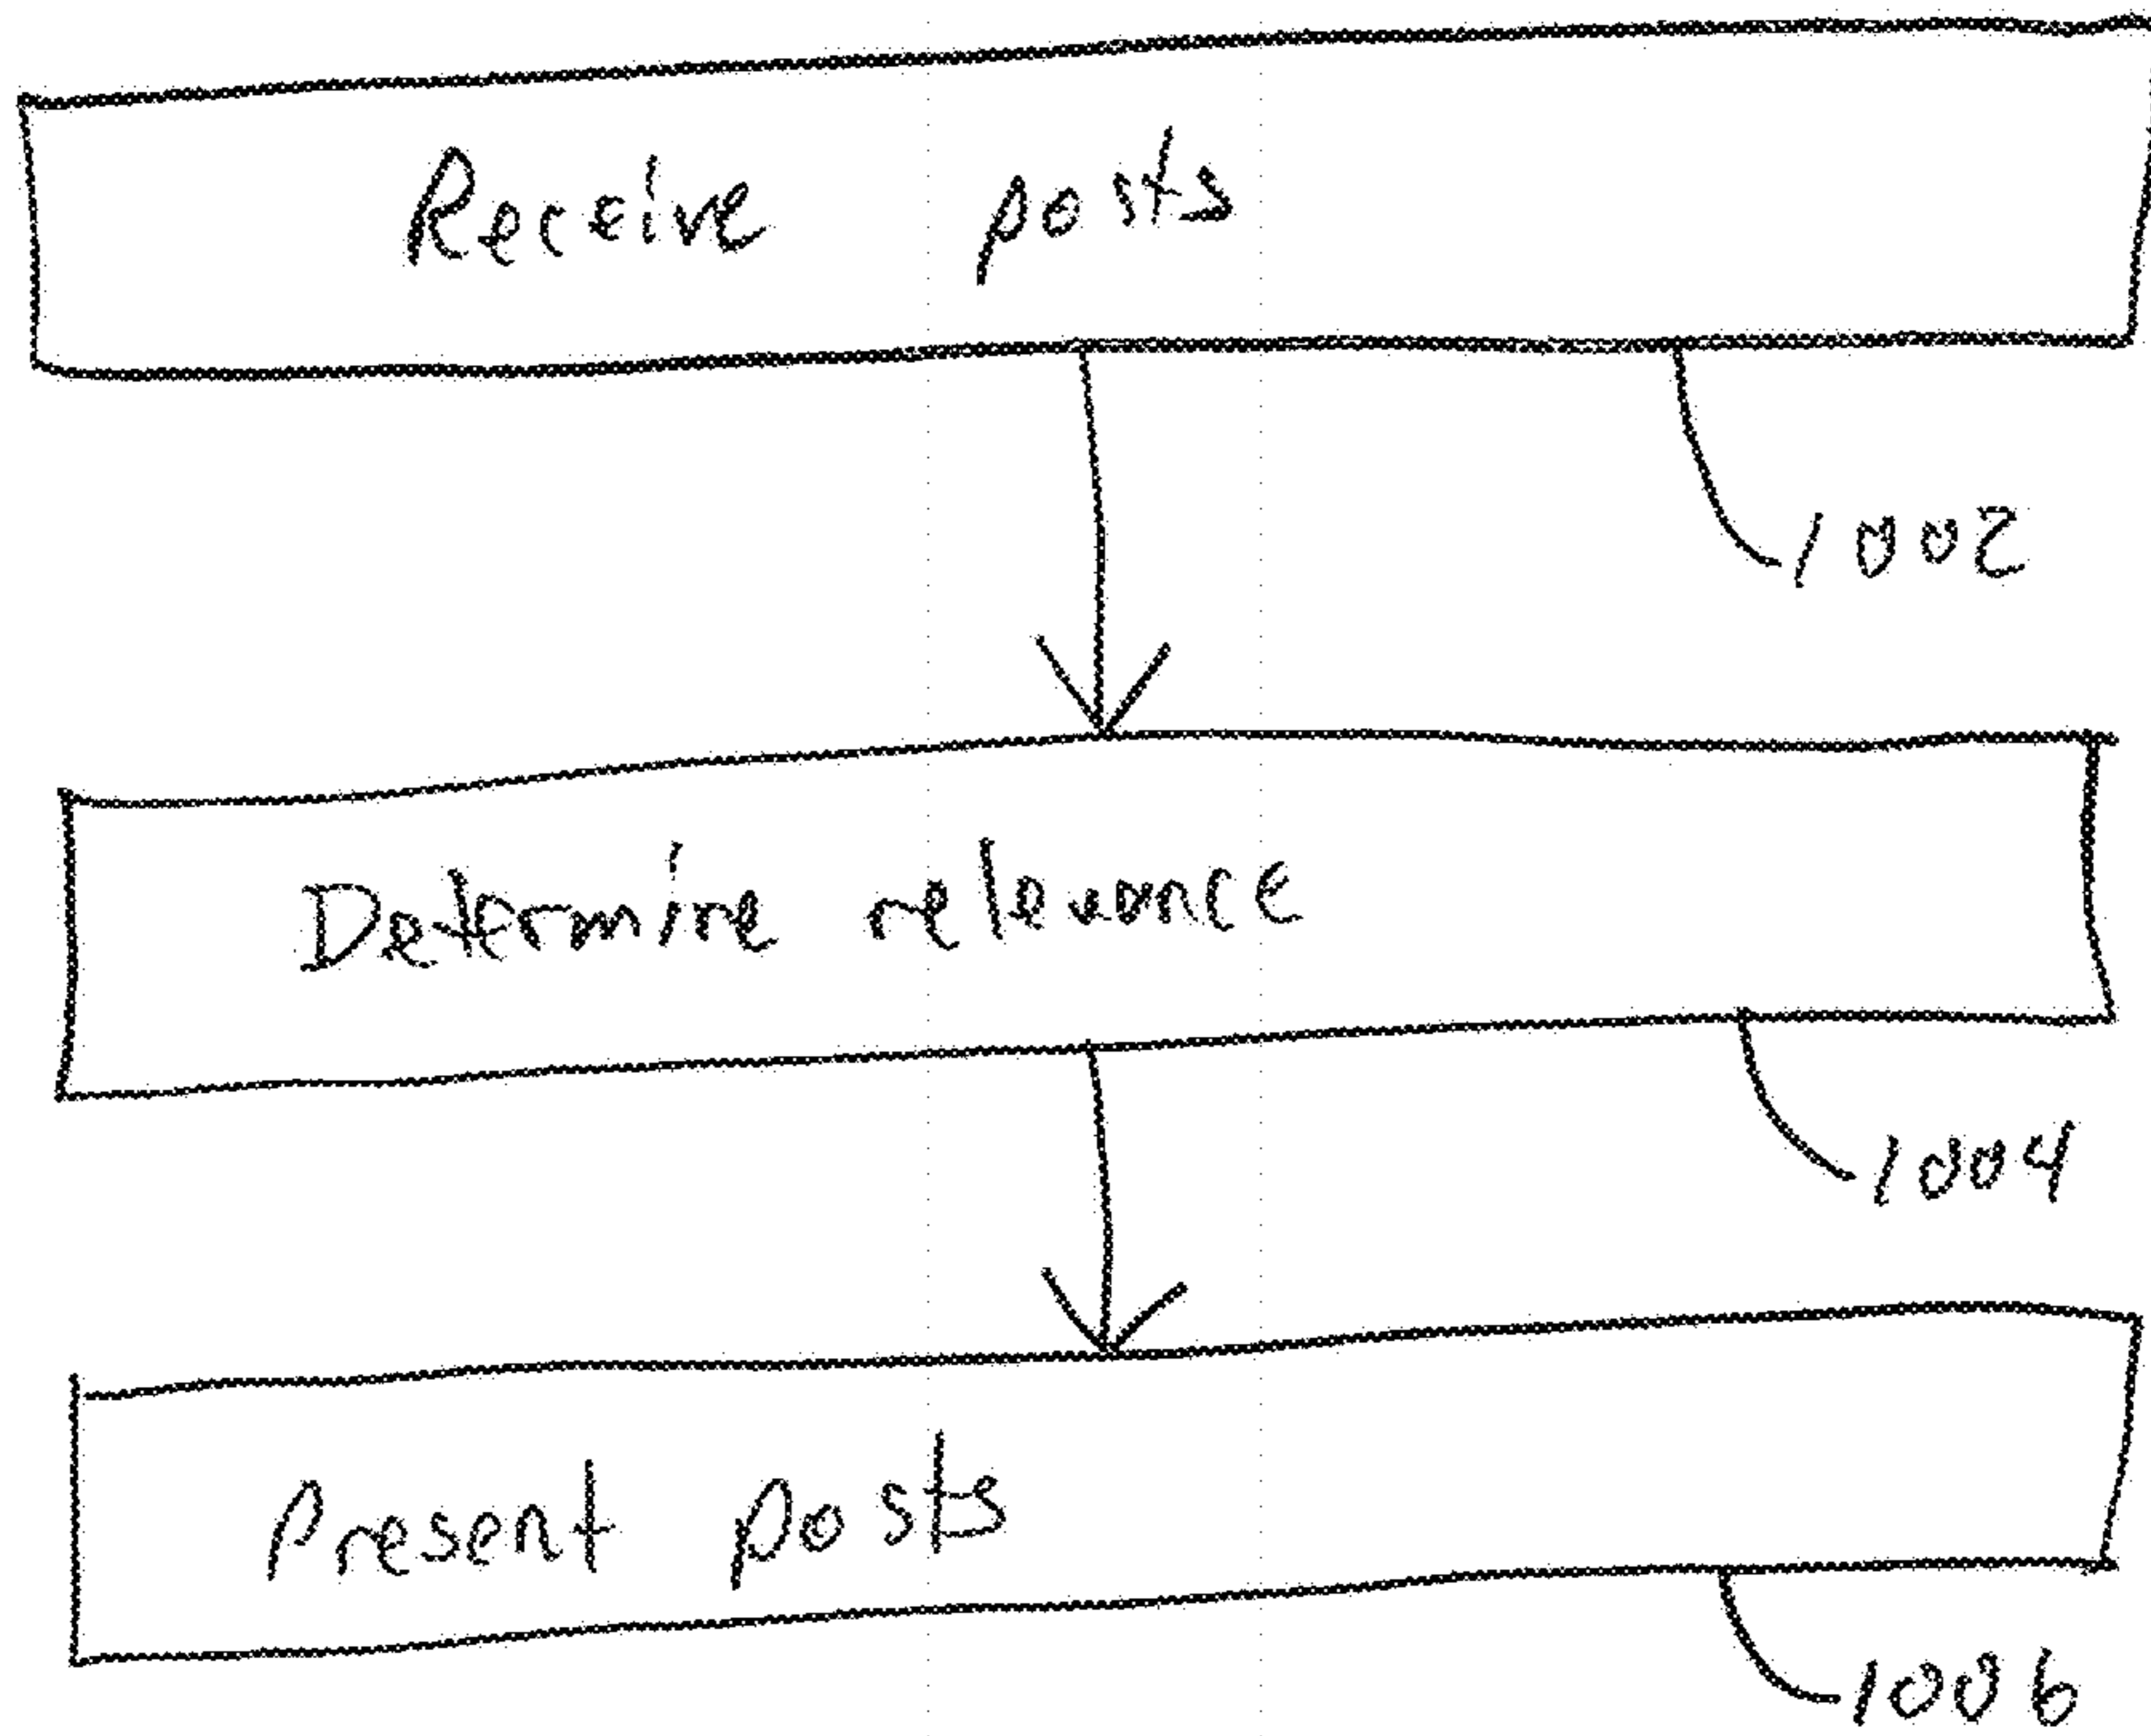 Receive posts
1002
Determine relevance
1004
Present posts
1006